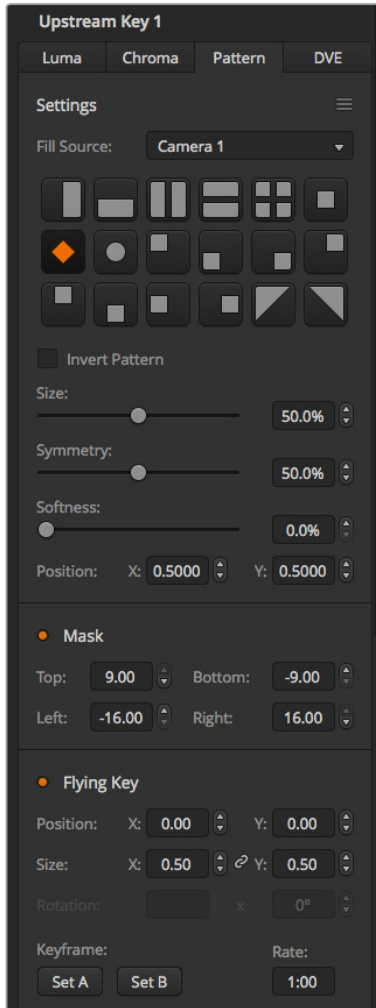 Upstream Key 1
Luma Chroma Pattern DVE
Settings
Fill Source: Camera 1
Invert Pattern
Size:
50.0%
Symmetry:
50.0%
Softness:
0.0%
Position: X: 0.5000 Y: 0.5000
Mask
Top: 9.00 Bottom: -9.00
Left: -16.00 Right: 16.00
Flying Key
Position: X: 0.00 Y: 0.00
Size: X: 0.50 Y: 0.50
Rotation: x 0°
Keyframe: Rate:
Set A Set B 1:00